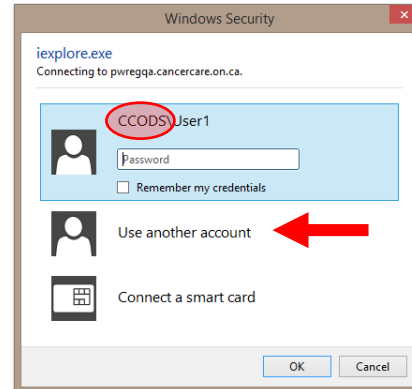 Windows Security
iexplore.exe
Connecting to pwregqa.cancercare.on.ca.
CCODS\User1
Password
Remember my credentials
Use another account
Connect a smart card
OK Cancel